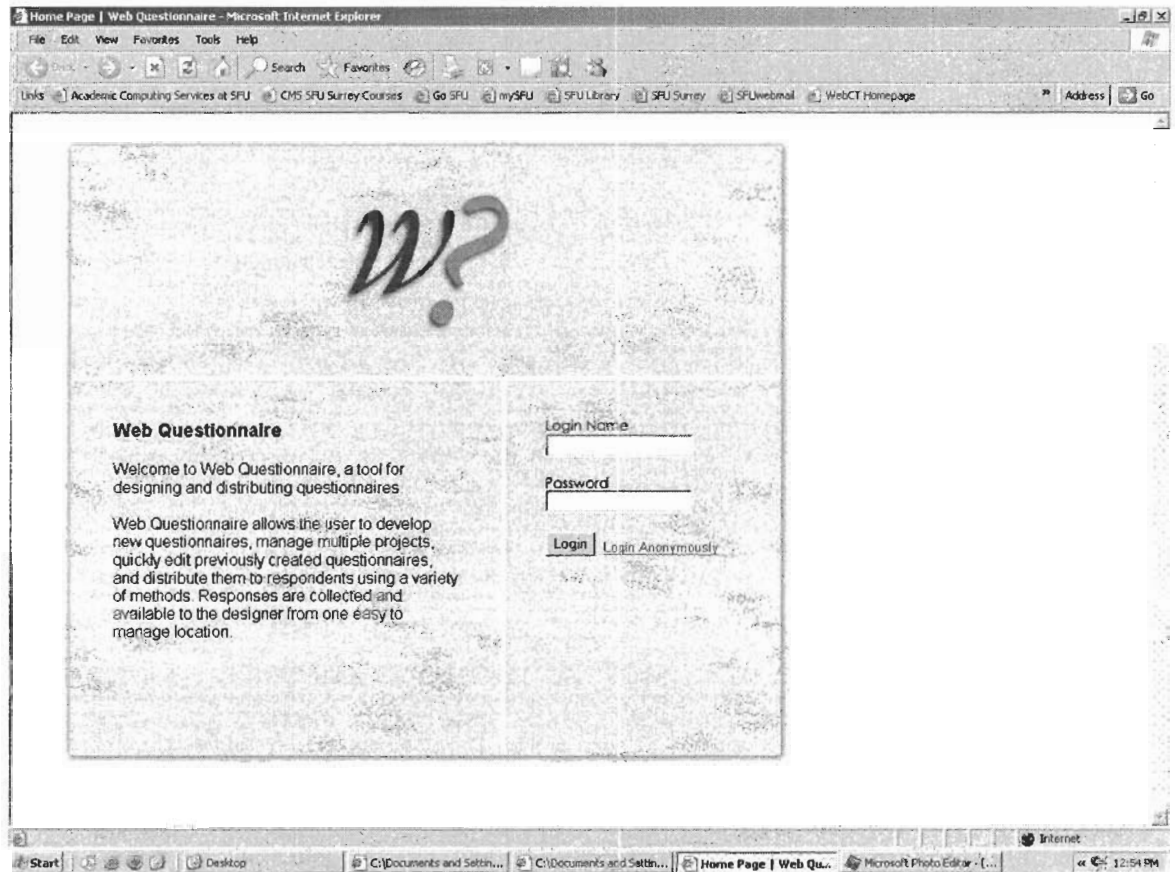 Home Page | Web Questionnaire - Microsoft Internet Explorer
File Edit View Favorites Tools Help
Back Search Favorites
Links Academic Computing Services at SFU CMS SFU Surrey Courses Go SFU mySFU SFU Library SFU Surrey SFUwebmail WebCT Homepage » Address Go
W?
Web Questionnaire
Login Name
Welcome to Web Questionnaire, a tool for
designing and distributing questionnaires
Password
Web Questionnaire allows the user to develop
new questionnaires, manage multiple projects,
quickly edit previously created questionnaires,
and distribute them to respondents using a variety
of methods. Responses are collected and
available to the designer from one easy to
manage location.
Login Login Anonymously
Internet
Start Desktop C:\Documents and Settin... C:\Documents and Settin... Home Page | Web Qu... Microsoft Photo Editor - [... « 12:54 PM